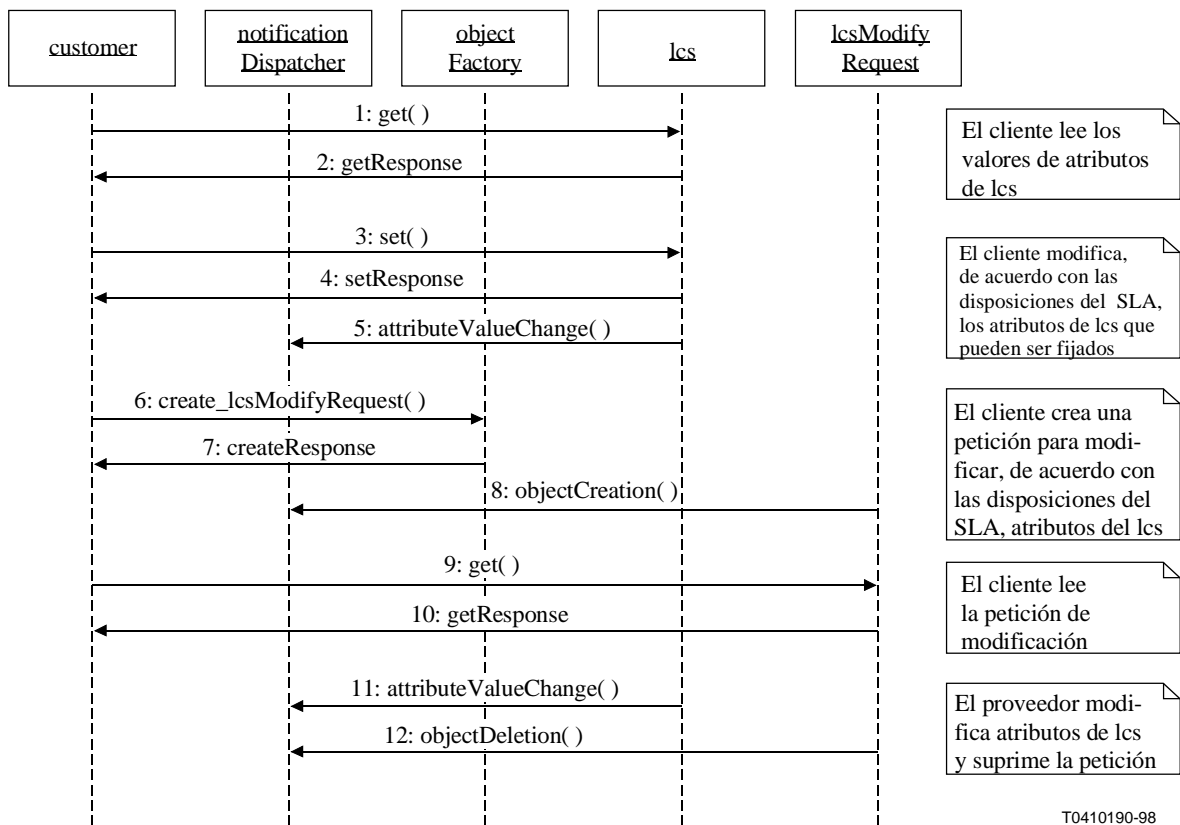 customer
notification
Dispatcher
object
Factory
lcs
lcsModify
Request
1: get( )
2: getResponse
El cliente lee los
valores de atributos
de lcs
3: set( )
4: setResponse
5: attributeValueChange( )
El cliente modifica,
de acuerdo con las
disposiciones del SLA,
los atributos de lcs que
pueden ser fijados
6: create_lcsModifyRequest( )
7: createResponse
8: objectCreation( )
El cliente crea una
petición para modi-
ficar, de acuerdo con
las disposiciones del
SLA, atributos del lcs
9: get( )
10: getResponse
El cliente lee
la petición de
modificación
11: attributeValueChange( )
12: objectDeletion( )
El proveedor modi-
fica atributos de lcs
y suprime la petición
T0410190-98